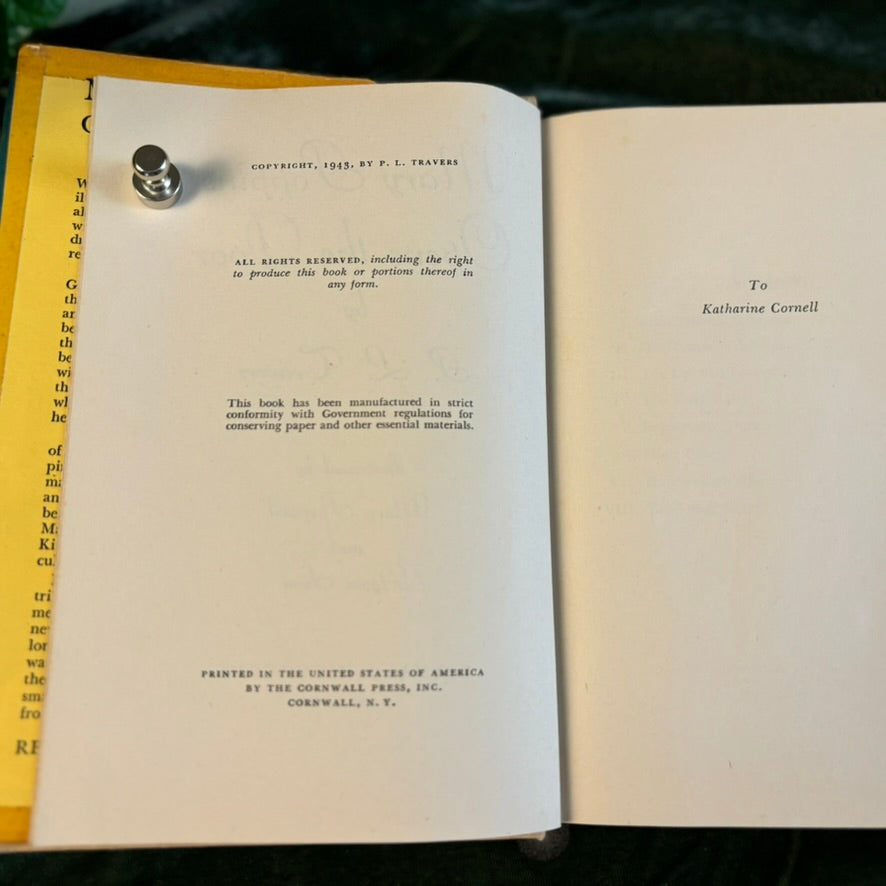 COPYRIGHT, 1943, BY P. L. TRAVERS
ALL RIGHTS RESERVED, including the right
to produce this book or portions thereof in
any form.
This book has been manufactured in strict
conformity with Government regulations for
conserving paper and other essential materials.
PRINTED IN THE UNITED STATES OF AMERICA
BY THE CORNWALL PRESS, INC.
CORNWALL, N. Y.
To
Katharine Cornell